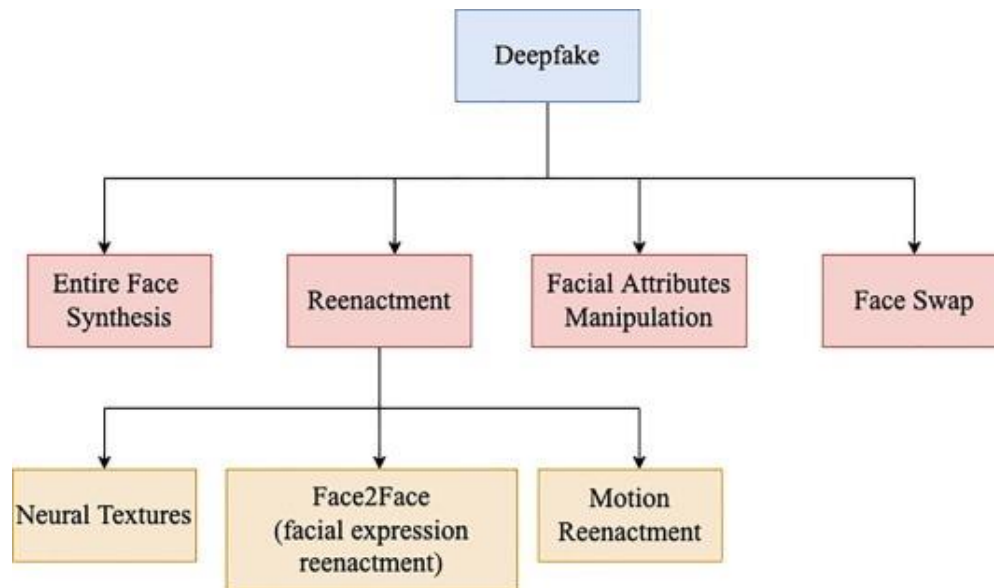 Deepfake
Entire Face
Synthesis
Reenactment
Facial Attributes
Manipulation
Face Swap
Neural Textures
Face2Face
(facial expression
reenactment)
Motion
Reenactment